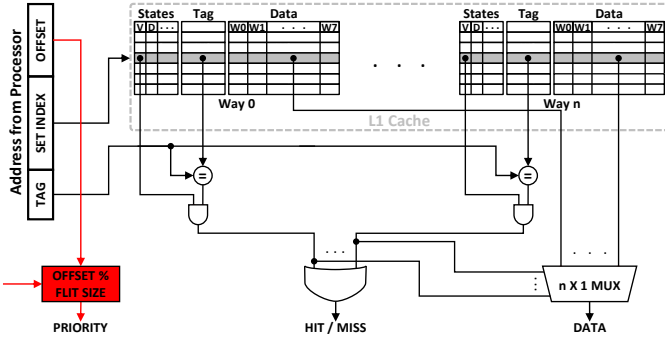 Address from Processor
OFFSET
SET INDEX
TAG
States Tag Data
V D · · · W0 W1 · · · W7
Way 0
· · ·
States Tag Data
V D · · · W0 W1 · · · W7
Way n
L1 Cache
=
=
· · ·
· · ·
OFFSET %
FLIT SIZE
n X 1 MUX
PRIORITY
HIT / MISS
DATA